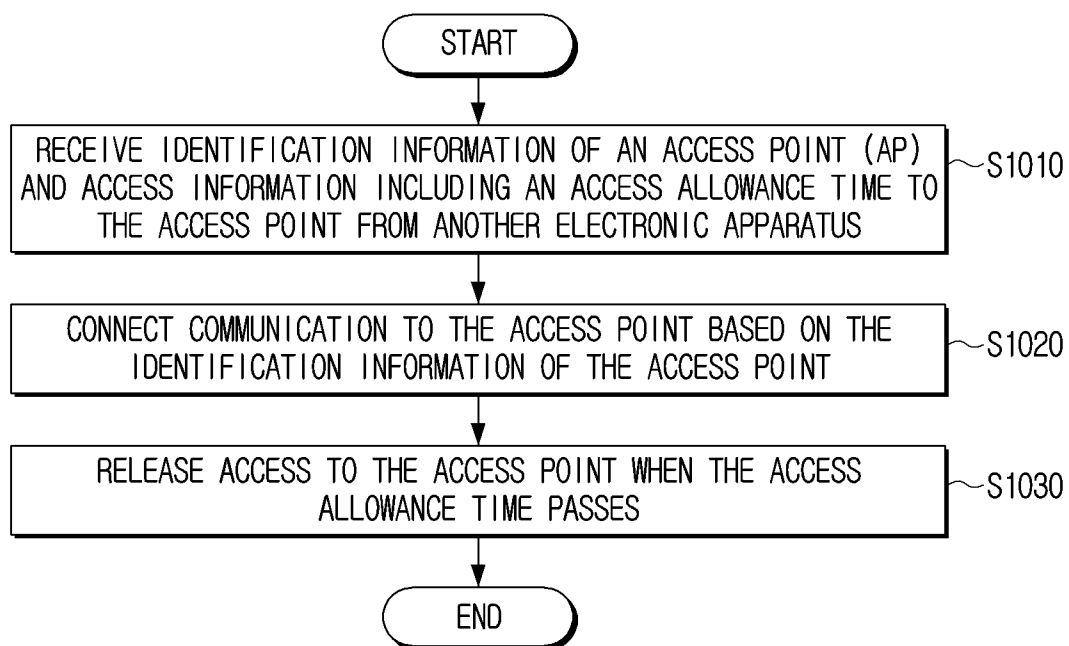 START
RECEIVE IDENTIFICATION INFORMATION OF AN ACCESS POINT (AP)
AND ACCESS INFORMATION INCLUDING AN ACCESS ALLOWANCE TIME TO
THE ACCESS POINT FROM ANOTHER ELECTRONIC APPARATUS
S1010
CONNECT COMMUNICATION TO THE ACCESS POINT BASED ON THE
IDENTIFICATION INFORMATION OF THE ACCESS POINT
S1020
RELEASE ACCESS TO THE ACCESS POINT WHEN THE ACCESS
ALLOWANCE TIME PASSES
S1030
END